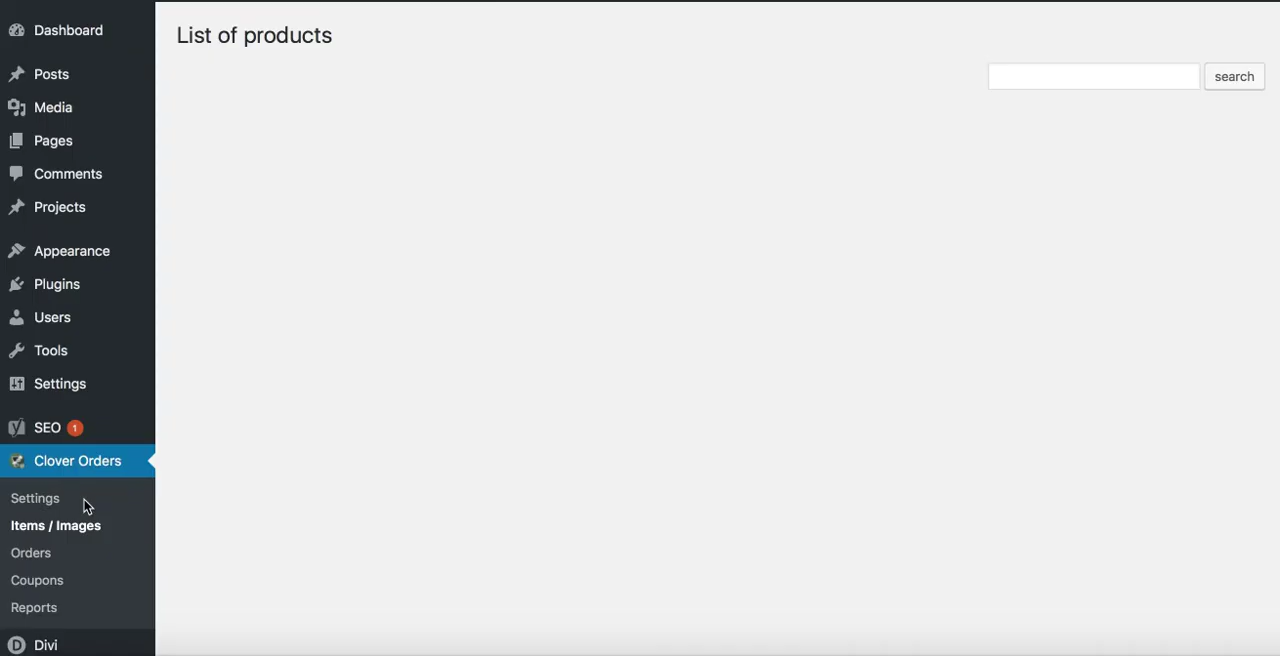 Dashboard
Posts
Media
Pages
Comments
Projects
Appearance
Plugins
Users
Tools
Settings
SEO 1
Clover Orders
Settings
Items / Images
Orders
Coupons
Reports
Divi
List of products
search